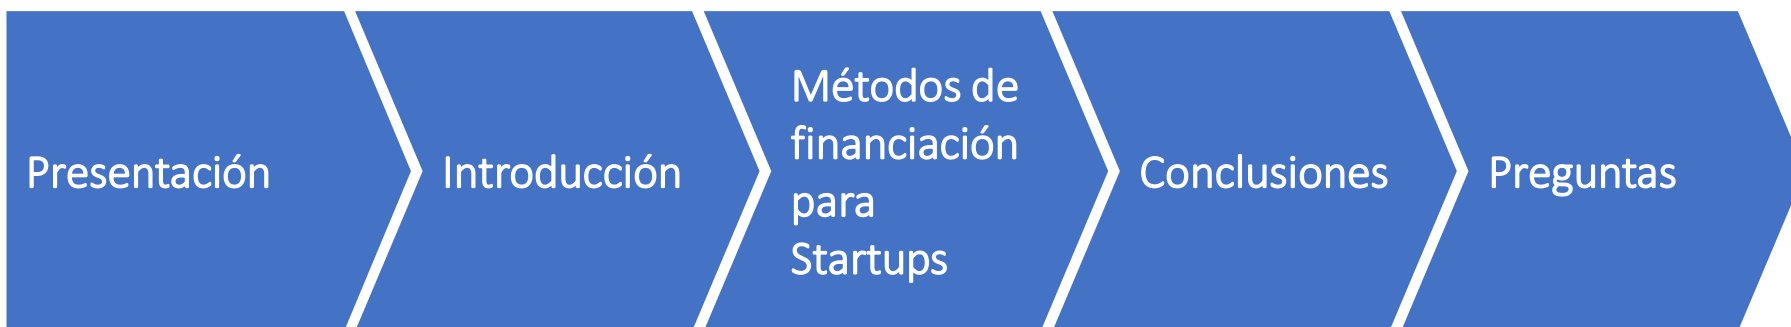 Presentación
Introducción
Métodos de
financiación
para
Startups
Conclusiones
Preguntas